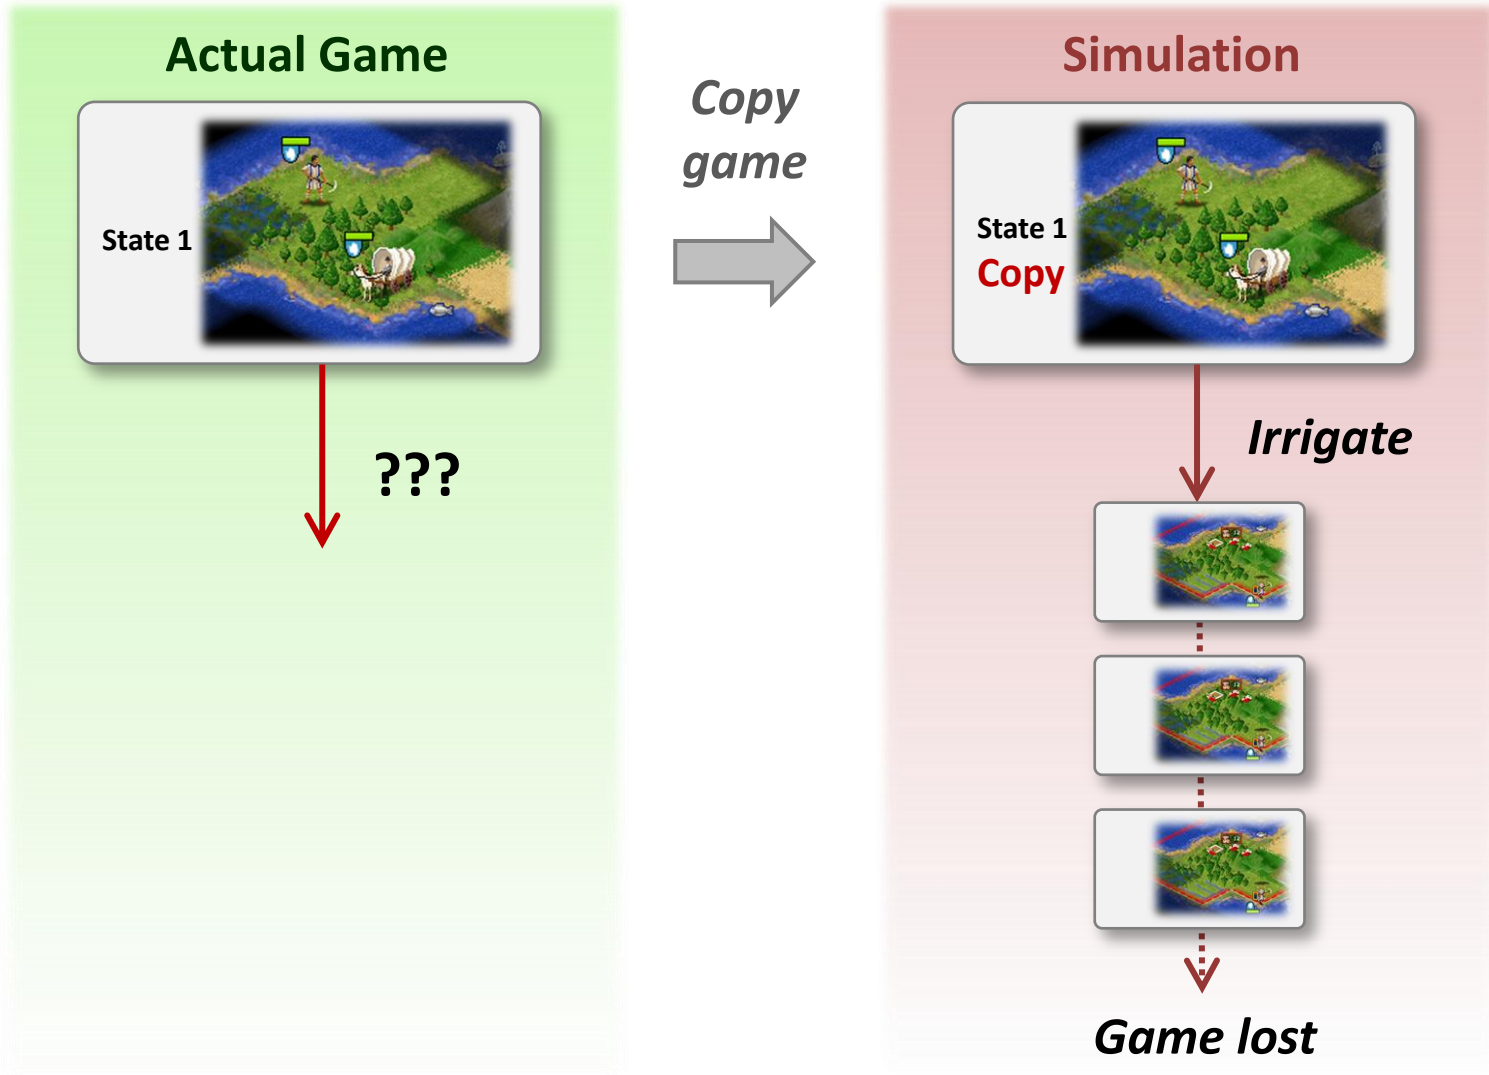 Actual Game
State 1
???
Copy
game
Simulation
State 1
Copy
Irrigate
Game lost